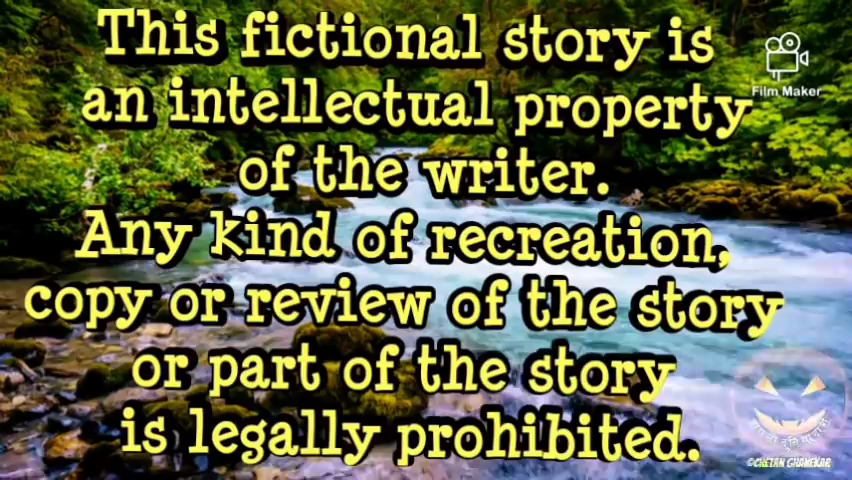 This fictional story is
an intellectual property
of the writer.
Any kind of recreation,
copy or review of the story
or part of the story
is legally prohibited.
Film Maker
©CHETAN GHANEKAR